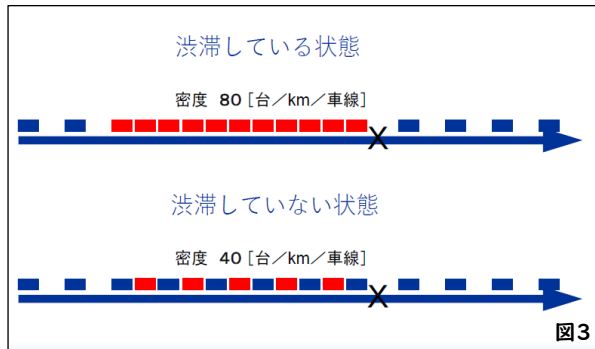 渋滞している状態
密度 80 [台／km／車線]
X
渋滞していない状態
密度 40 [台／km／車線]
X
図3